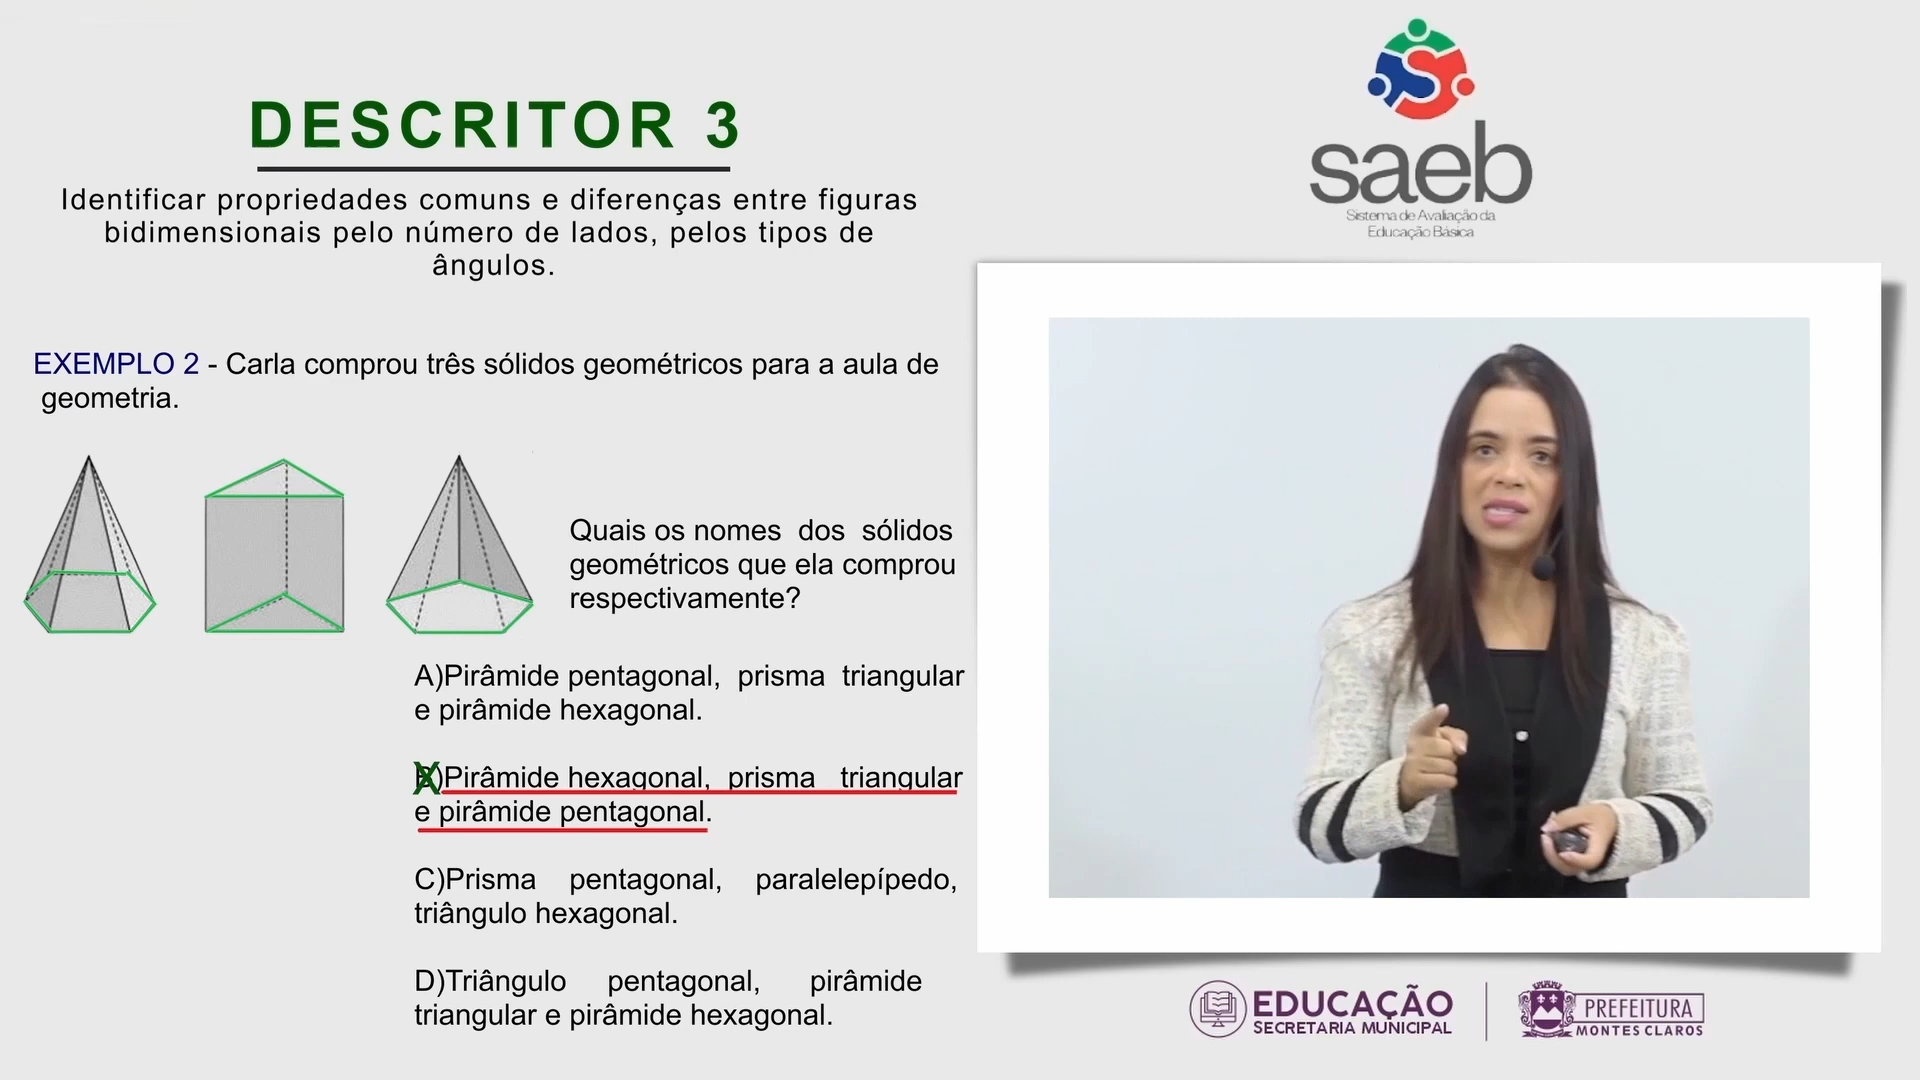 DESCRITOR 3
Identificar propriedades comuns e diferenças entre figuras
bidimensionais pelo número de lados, pelos tipos de
ângulos.
EXEMPLO 2 - Carla comprou três sólidos geométricos para a aula de
geometria.
Quais os nomes dos sólidos
geométricos que ela comprou
respectivamente?
A)Pirâmide pentagonal, prisma triangular
e pirâmide hexagonal.
B)Pirâmide hexagonal, prisma triangular
e pirâmide pentagonal.
C)Prisma pentagonal, paralelepípedo,
triângulo hexagonal.
D)Triângulo pentagonal, pirâmide
triangular e pirâmide hexagonal.
saeb
Sistema de Avaliação da
Educação Básica
EDUCAÇÃO
SECRETARIA MUNICIPAL
PREFEITURA
MONTES CLAROS